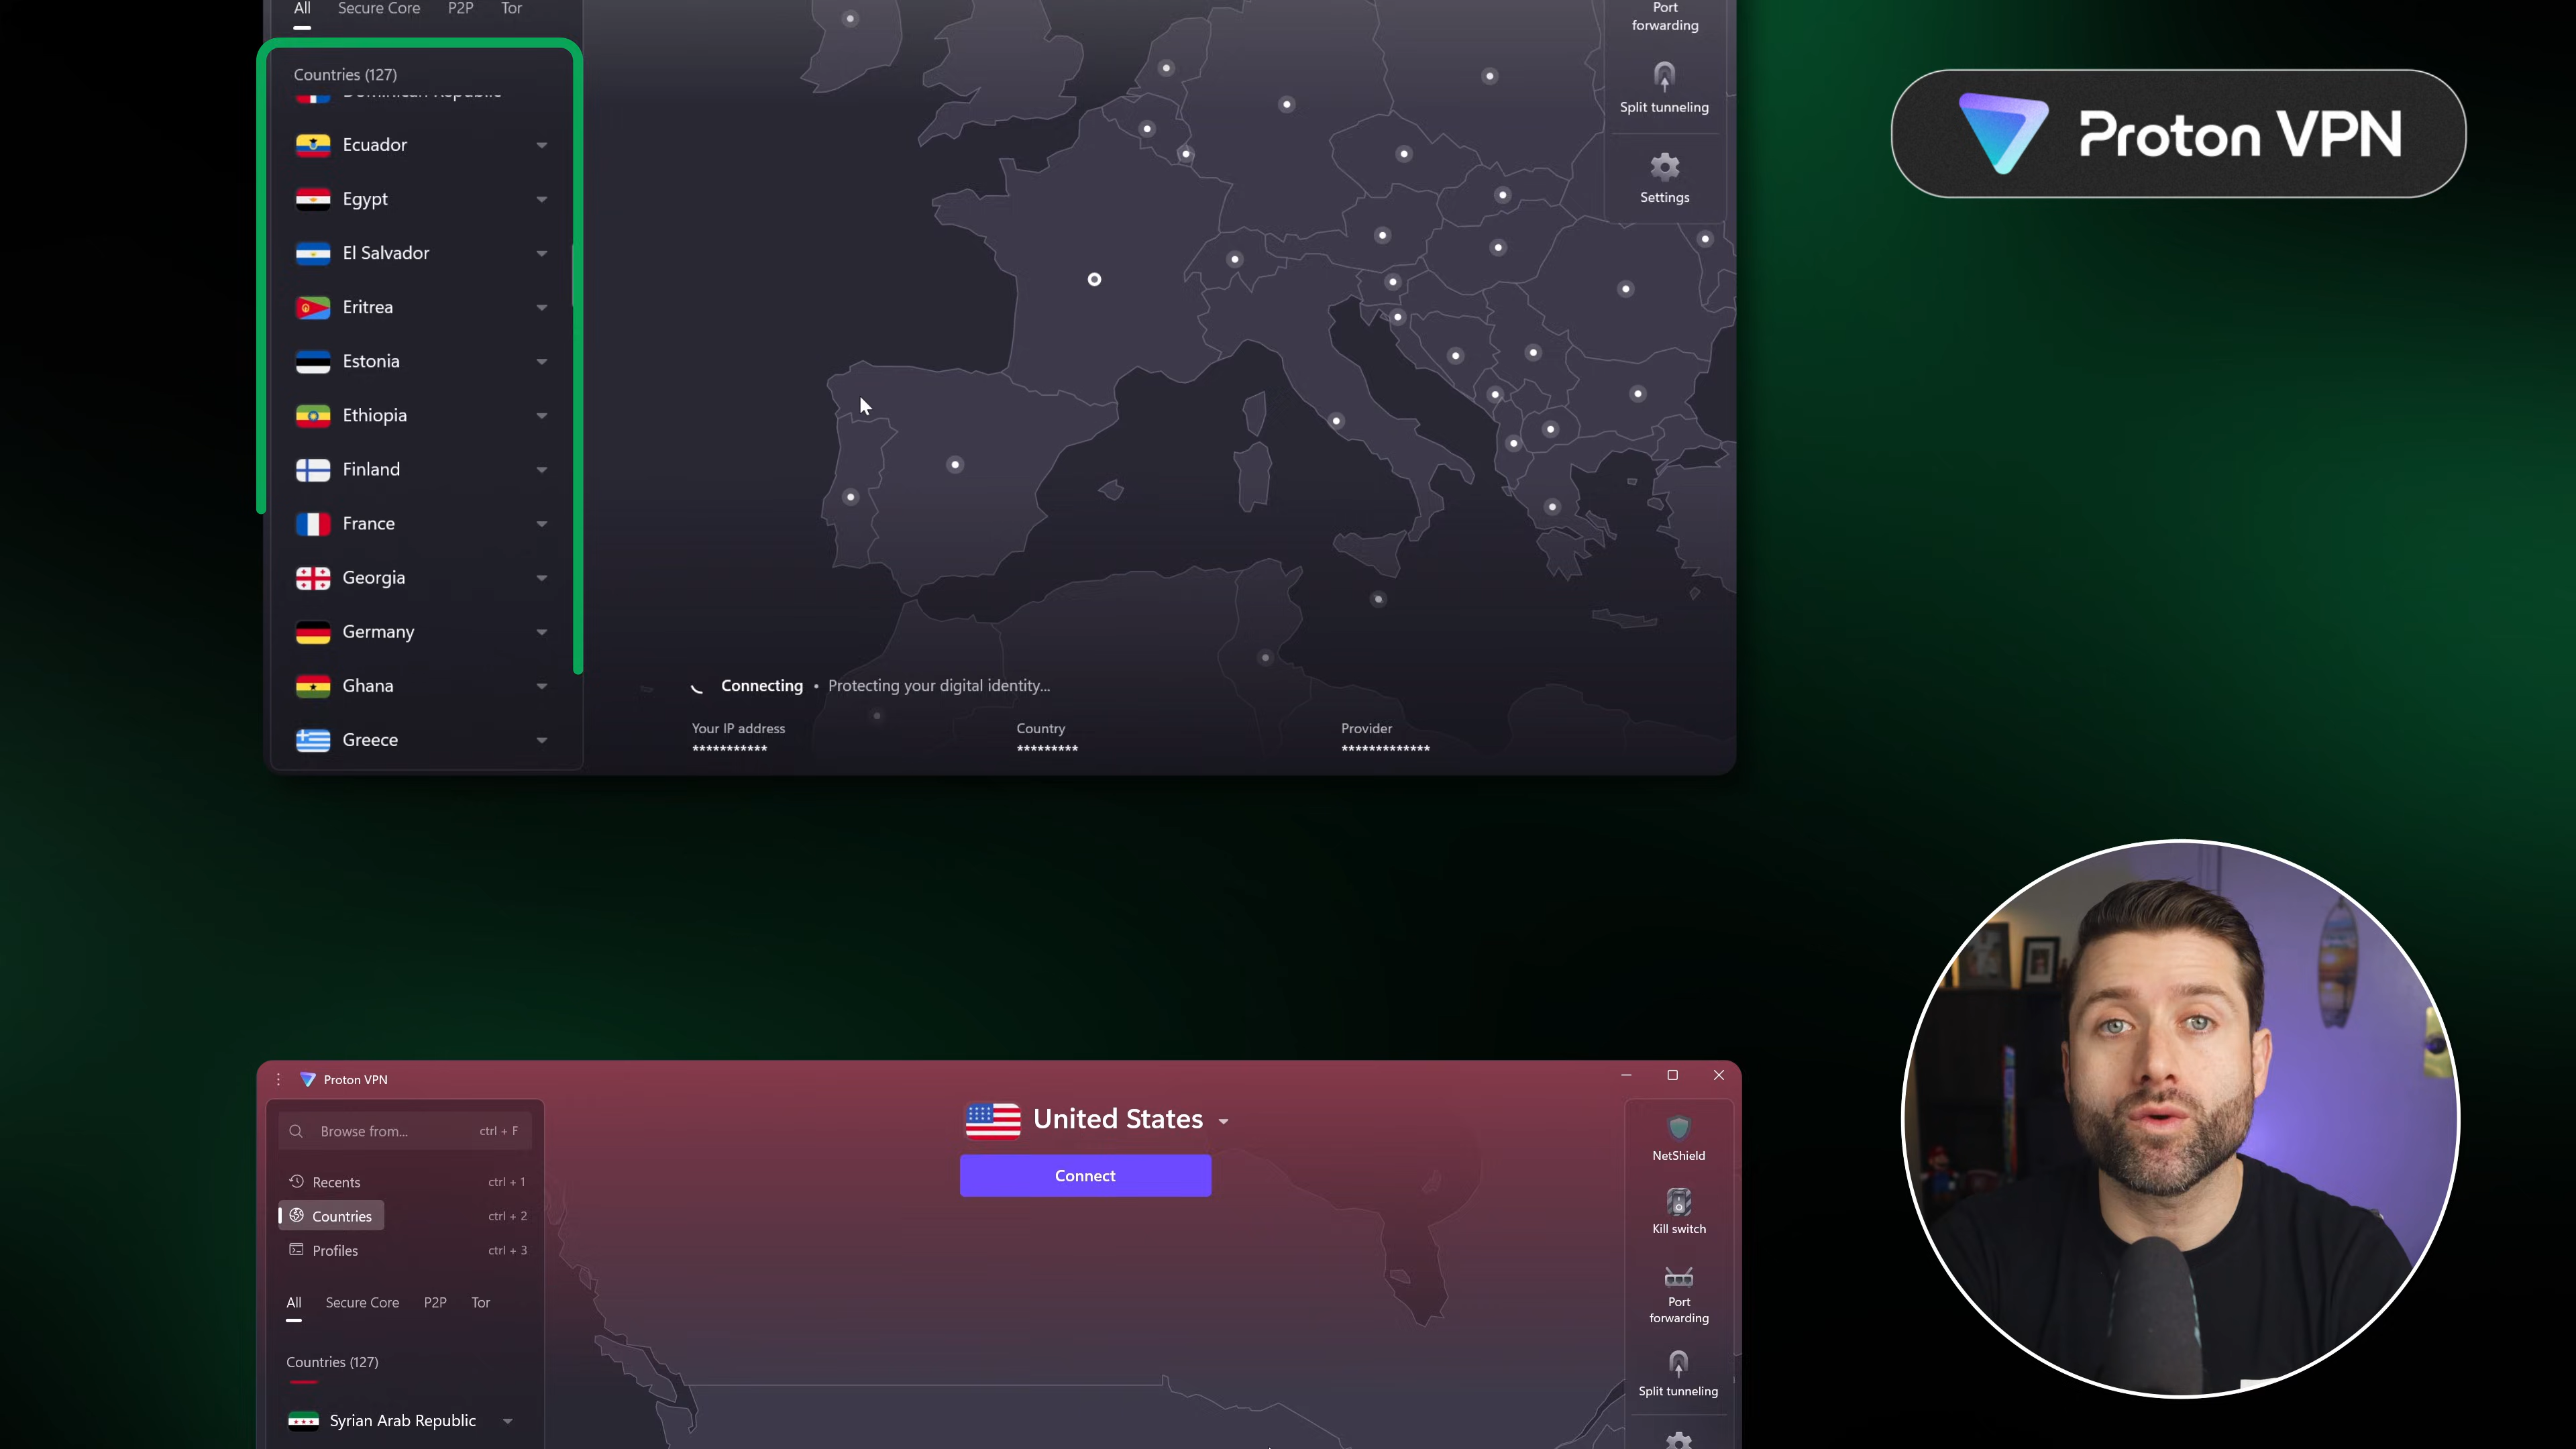 All Secure Core P2P Tor
Countries (127)
Dominican Republic
Ecuador
Egypt
El Salvador
Eritrea
Estonia
Ethiopia
Finland
France
Georgia
Germany
Ghana
Greece
Port
forwarding
Split tunneling
Settings
Connecting • Protecting your digital identity...
Your IP address
***********
Country
*********
Provider
*************
Proton VPN
Proton VPN
Browse from... ctrl + F
Recents ctrl + 1
Countries ctrl + 2
Profiles ctrl + 3
All Secure Core P2P Tor
Countries (127)
Syrian Arab Republic
United States
Connect
NetShield
Kill switch
Port
forwarding
Split tunneling